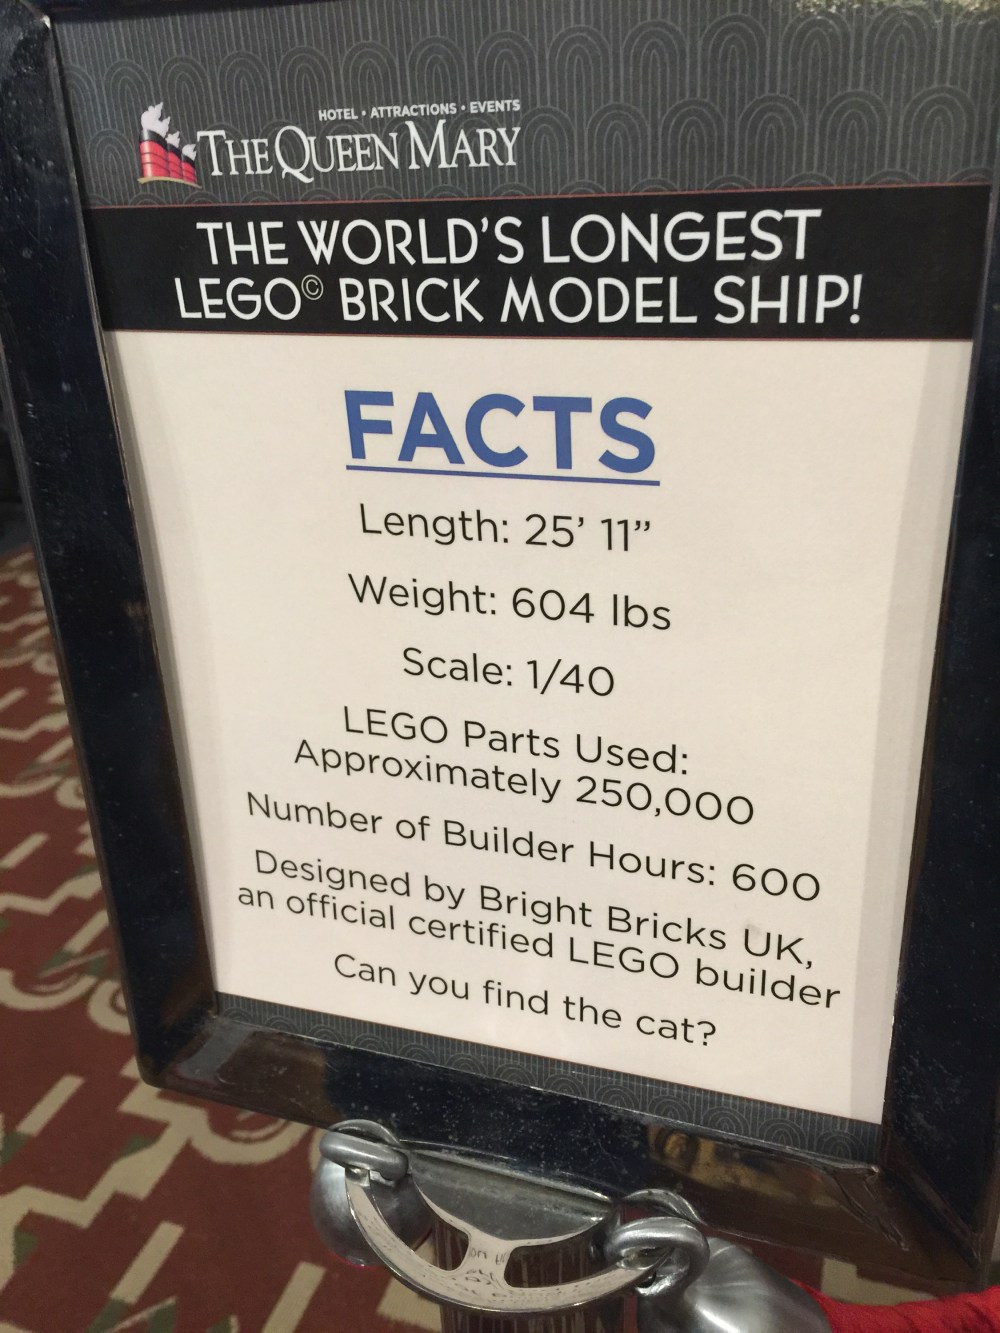 HOTEL • ATTRACTIONS • EVENTS
THE QUEEN MARY
THE WORLD'S LONGEST
LEGO© BRICK MODEL SHIP!
FACTS
Length: 25' 11”
Weight: 604 lbs
Scale: 1/40
LEGO Parts Used:
Approximately 250,000
Number of Builder Hours: 600
Designed by Bright Bricks UK,
an official certified LEGO builder
Can you find the cat?